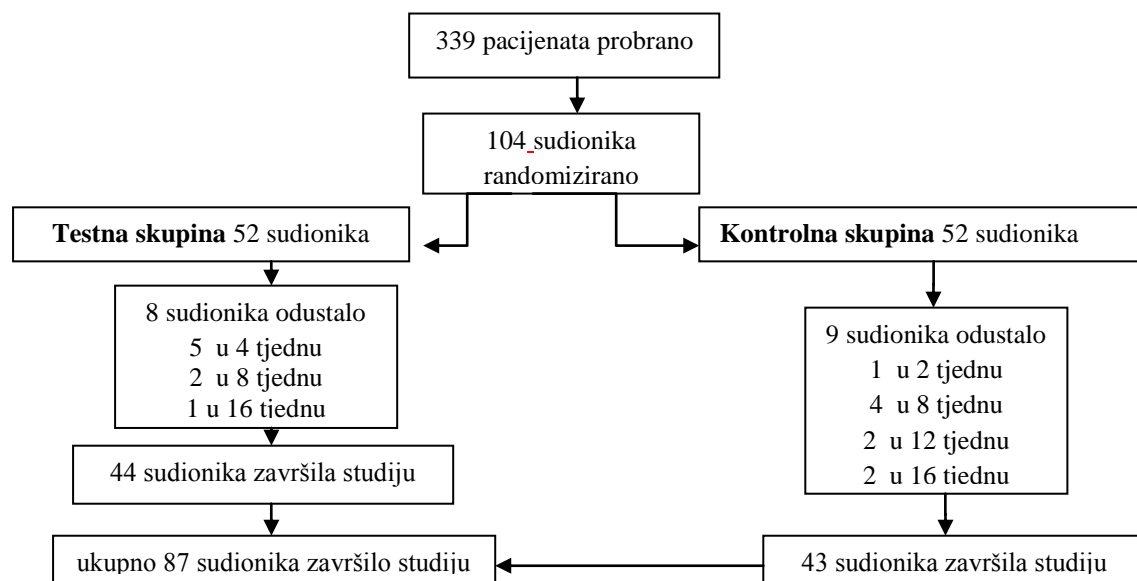 339 pacijenata probrano
104 sudionika
randomizirano
Testna skupina 52 sudionika
Kontrolna skupina 52 sudionika
8 sudionika odustalo
5 u 4 tjednu
2 u 8 tjednu
1 u 16 tjednu
9 sudionika odustalo
1 u 2 tjednu
4 u 8 tjednu
2 u 12 tjednu
2 u 16 tjednu
44 sudionika završila studiju
ukupno 87 sudionika završilo studiju
43 sudionika završila studiju